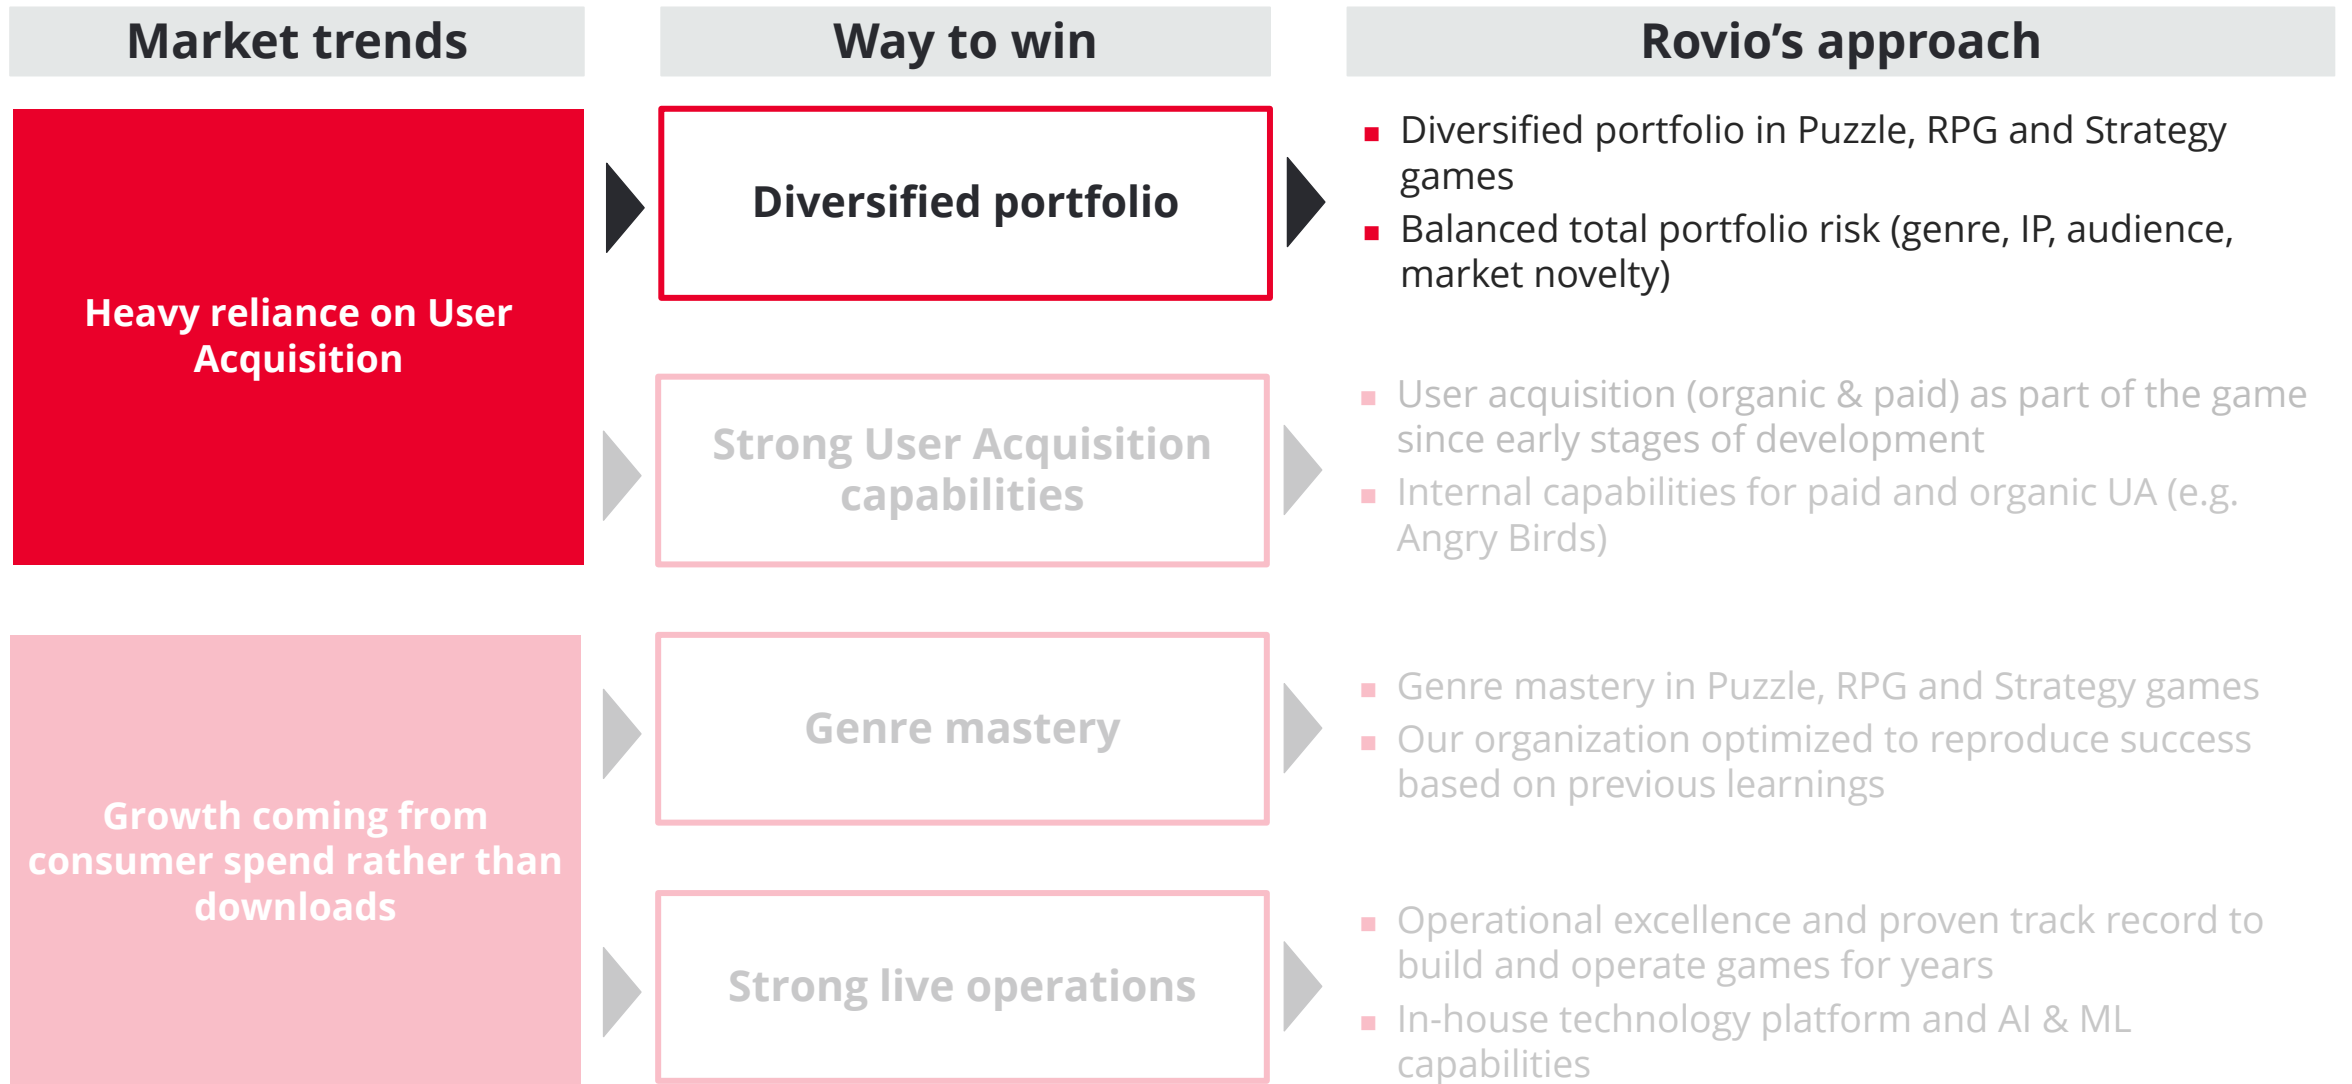 Market trends
Way to win
Rovio’s approach
Heavy reliance on User
Acquisition
Diversified portfolio
Diversified portfolio in Puzzle, RPG and Strategy
games
Balanced total portfolio risk (genre, IP, audience,
market novelty)
Strong User Acquisition
capabilities
User acquisition (organic & paid) as part of the game
since early stages of development
Internal capabilities for paid and organic UA (e.g.
Angry Birds)
Growth coming from
consumer spend rather than
downloads
Genre mastery
Genre mastery in Puzzle, RPG and Strategy games
Our organization optimized to reproduce success
based on previous learnings
Strong live operations
Operational excellence and proven track record to
build and operate games for years
In-house technology platform and AI & ML
capabilities